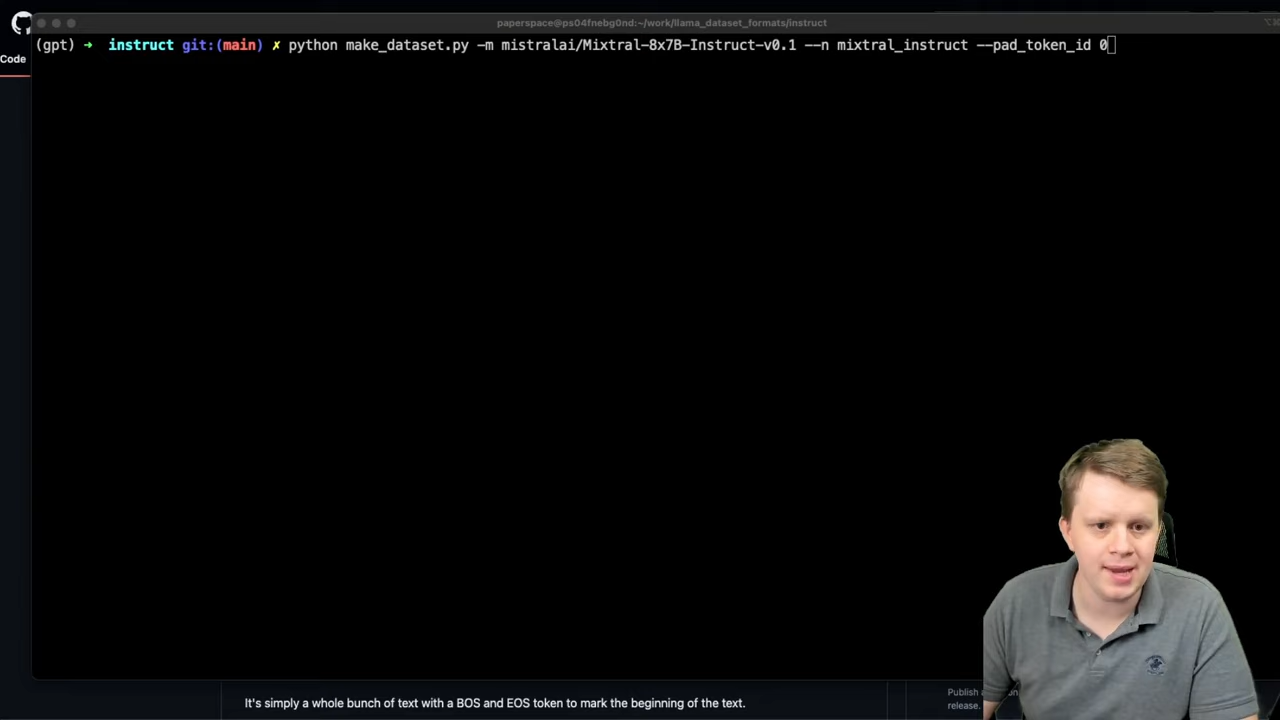 paperspace@ps04fnebg0nd:~/work/llama_dataset_formats/instruct
(gpt) ➜ instruct git:(main) ✗ python make_dataset.py -m mistralai/Mixtral-8x7B-Instruct-v0.1 --n mixtral_instruct --pad_token_id 0
Code
It's simply a whole bunch of text with a BOS and EOS token to mark the beginning of the text.
Publish a
on
release.